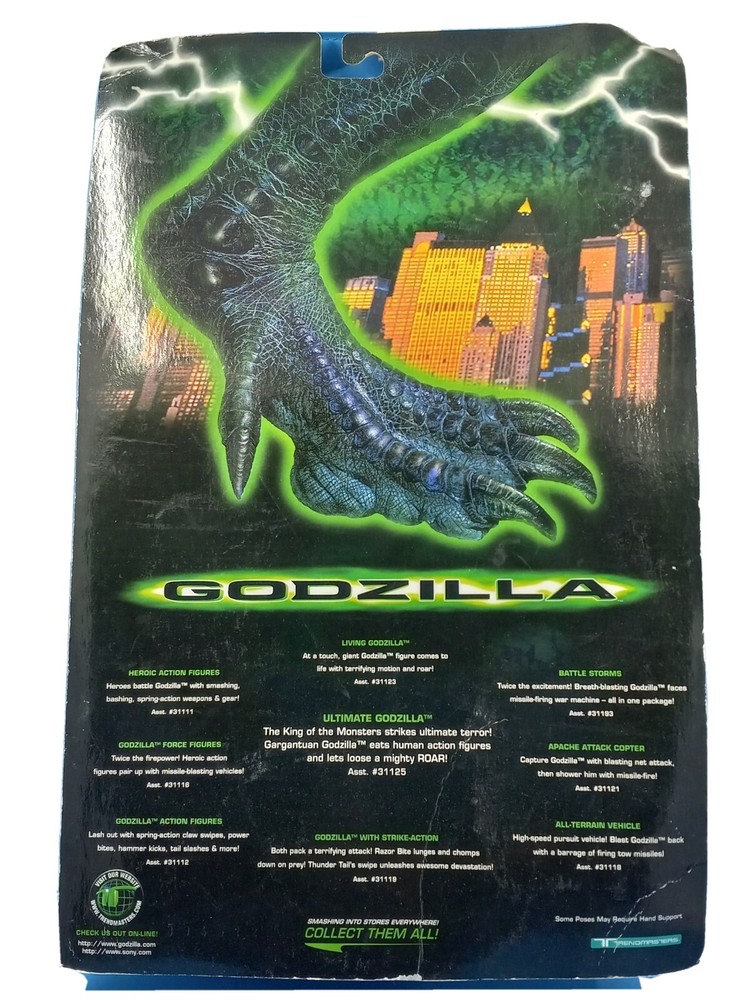 GODZILLA
LIVING GODZILLA™
At a touch, giant Godzilla™ figure comes to
life with terrifying motion and roar!
Asst. #31123
HEROIC ACTION FIGURES
Heroes battle Godzilla™ with smashing,
bashing, spring-action weapons & gear!
Asst. #31111
BATTLE STORMS
Twice the excitement! Breath-blasting Godzilla™ faces
missile-firing war machine – all in one package!
Asst. #31193
ULTIMATE GODZILLA™
The King of the Monsters strikes ultimate terror!
Gargantuan Godzilla™ eats human action figures
and lets loose a mighty ROAR!
Asst. #31125
GODZILLA™ FORCE FIGURES
Twice the firepower! Heroic action
figures pair up with missile-blasting vehicles!
Asst. #31116
APACHE ATTACK COPTER
Capture Godzilla™ with blasting net attack,
then shower him with missile-fire!
Asst. #31121
GODZILLA™ ACTION FIGURES
Lash out with spring-action claw swipes, power
bites, hammer kicks, tail slashes & more!
Asst. #31112
GODZILLA™ WITH STRIKE-ACTION
Both pack a terrifying attack! Razor Bite lunges and chomps
down on prey! Thunder Tail's swipe unleashes awesome devastation!
Asst. #31119
ALL-TERRAIN VEHICLE
High-speed pursuit vehicle! Blast Godzilla™ back
with a barrage of firing tow missiles!
Asst. #31118
VISIT OUR WEBSITE
WWW.TRENDMASTERS.COM
CHECK US OUT ON-LINE!
http://www.godzilla.com
http://www.sony.com
SMASHING INTO STORES EVERYWHERE!
COLLECT THEM ALL!
Some Poses May Require Hand Support
TRENDMASTERS